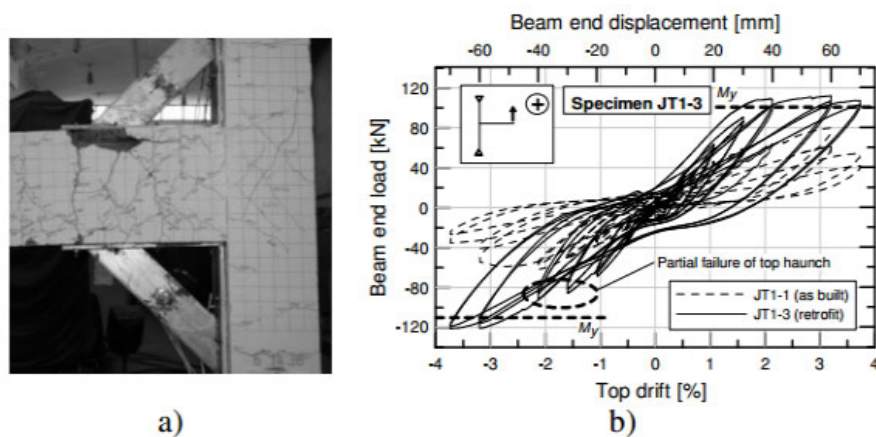 Beam end displacement [mm]
-60 -40 -20 0 20 40 60
120
80
40
0
-40
-80
-120
Beam end load [kN]
Specimen JT1-3
My
Partial failure of top haunch
JT1-1 (as built)
JT1-3 (retrofit)
My
-4 -3 -2 -1 0 1 2 3 4
Top drift [%]
a) b)